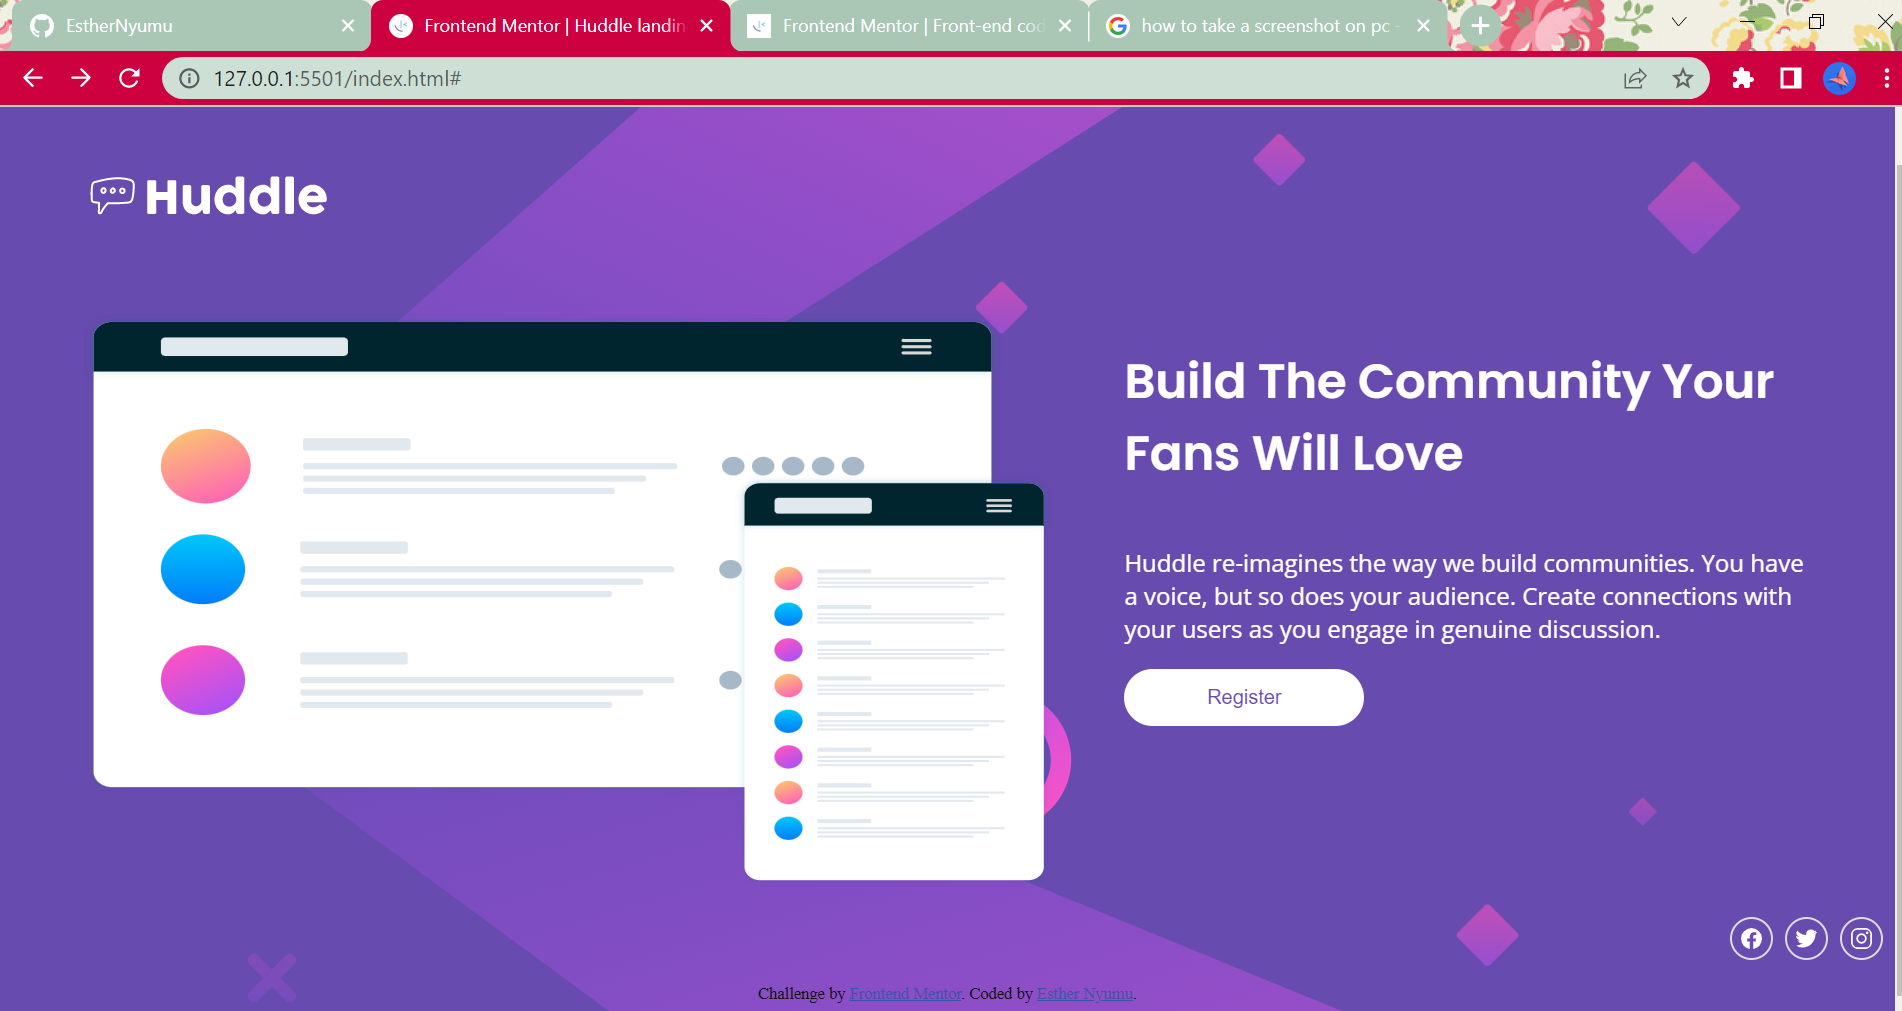 EstherNyumu
Frontend Mentor | Huddle landin
Frontend Mentor | Front-end cod
how to take a screenshot on pc -
127.0.0.1:5501/index.html#
Huddle
Build The Community Your
Fans Will Love
Huddle re-imagines the way we build communities. You have
a voice, but so does your audience. Create connections with
your users as you engage in genuine discussion.
Register
Challenge by Frontend Mentor. Coded by Esther Nyumu.